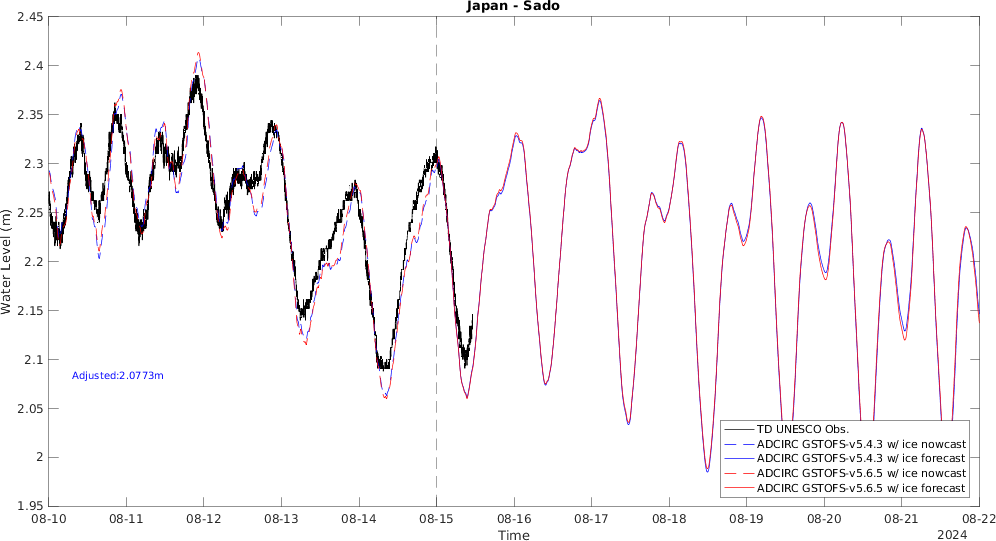 Japan - Sado
2.45
2.4
2.35
2.3
2.25
2.2
2.15
2.1
2.05
2
1.95
Water Level (m)
Adjusted:2.0773m
TD UNESCO Obs.
ADCIRC GSTOFS-v5.4.3 w/ ice nowcast
ADCIRC GSTOFS-v5.4.3 w/ ice forecast
ADCIRC GSTOFS-v5.6.5 w/ ice nowcast
ADCIRC GSTOFS-v5.6.5 w/ ice forecast
08-10 08-11 08-12 08-13 08-14 08-15 08-16 08-17 08-18 08-19 08-20 08-21 08-22
Time
2024